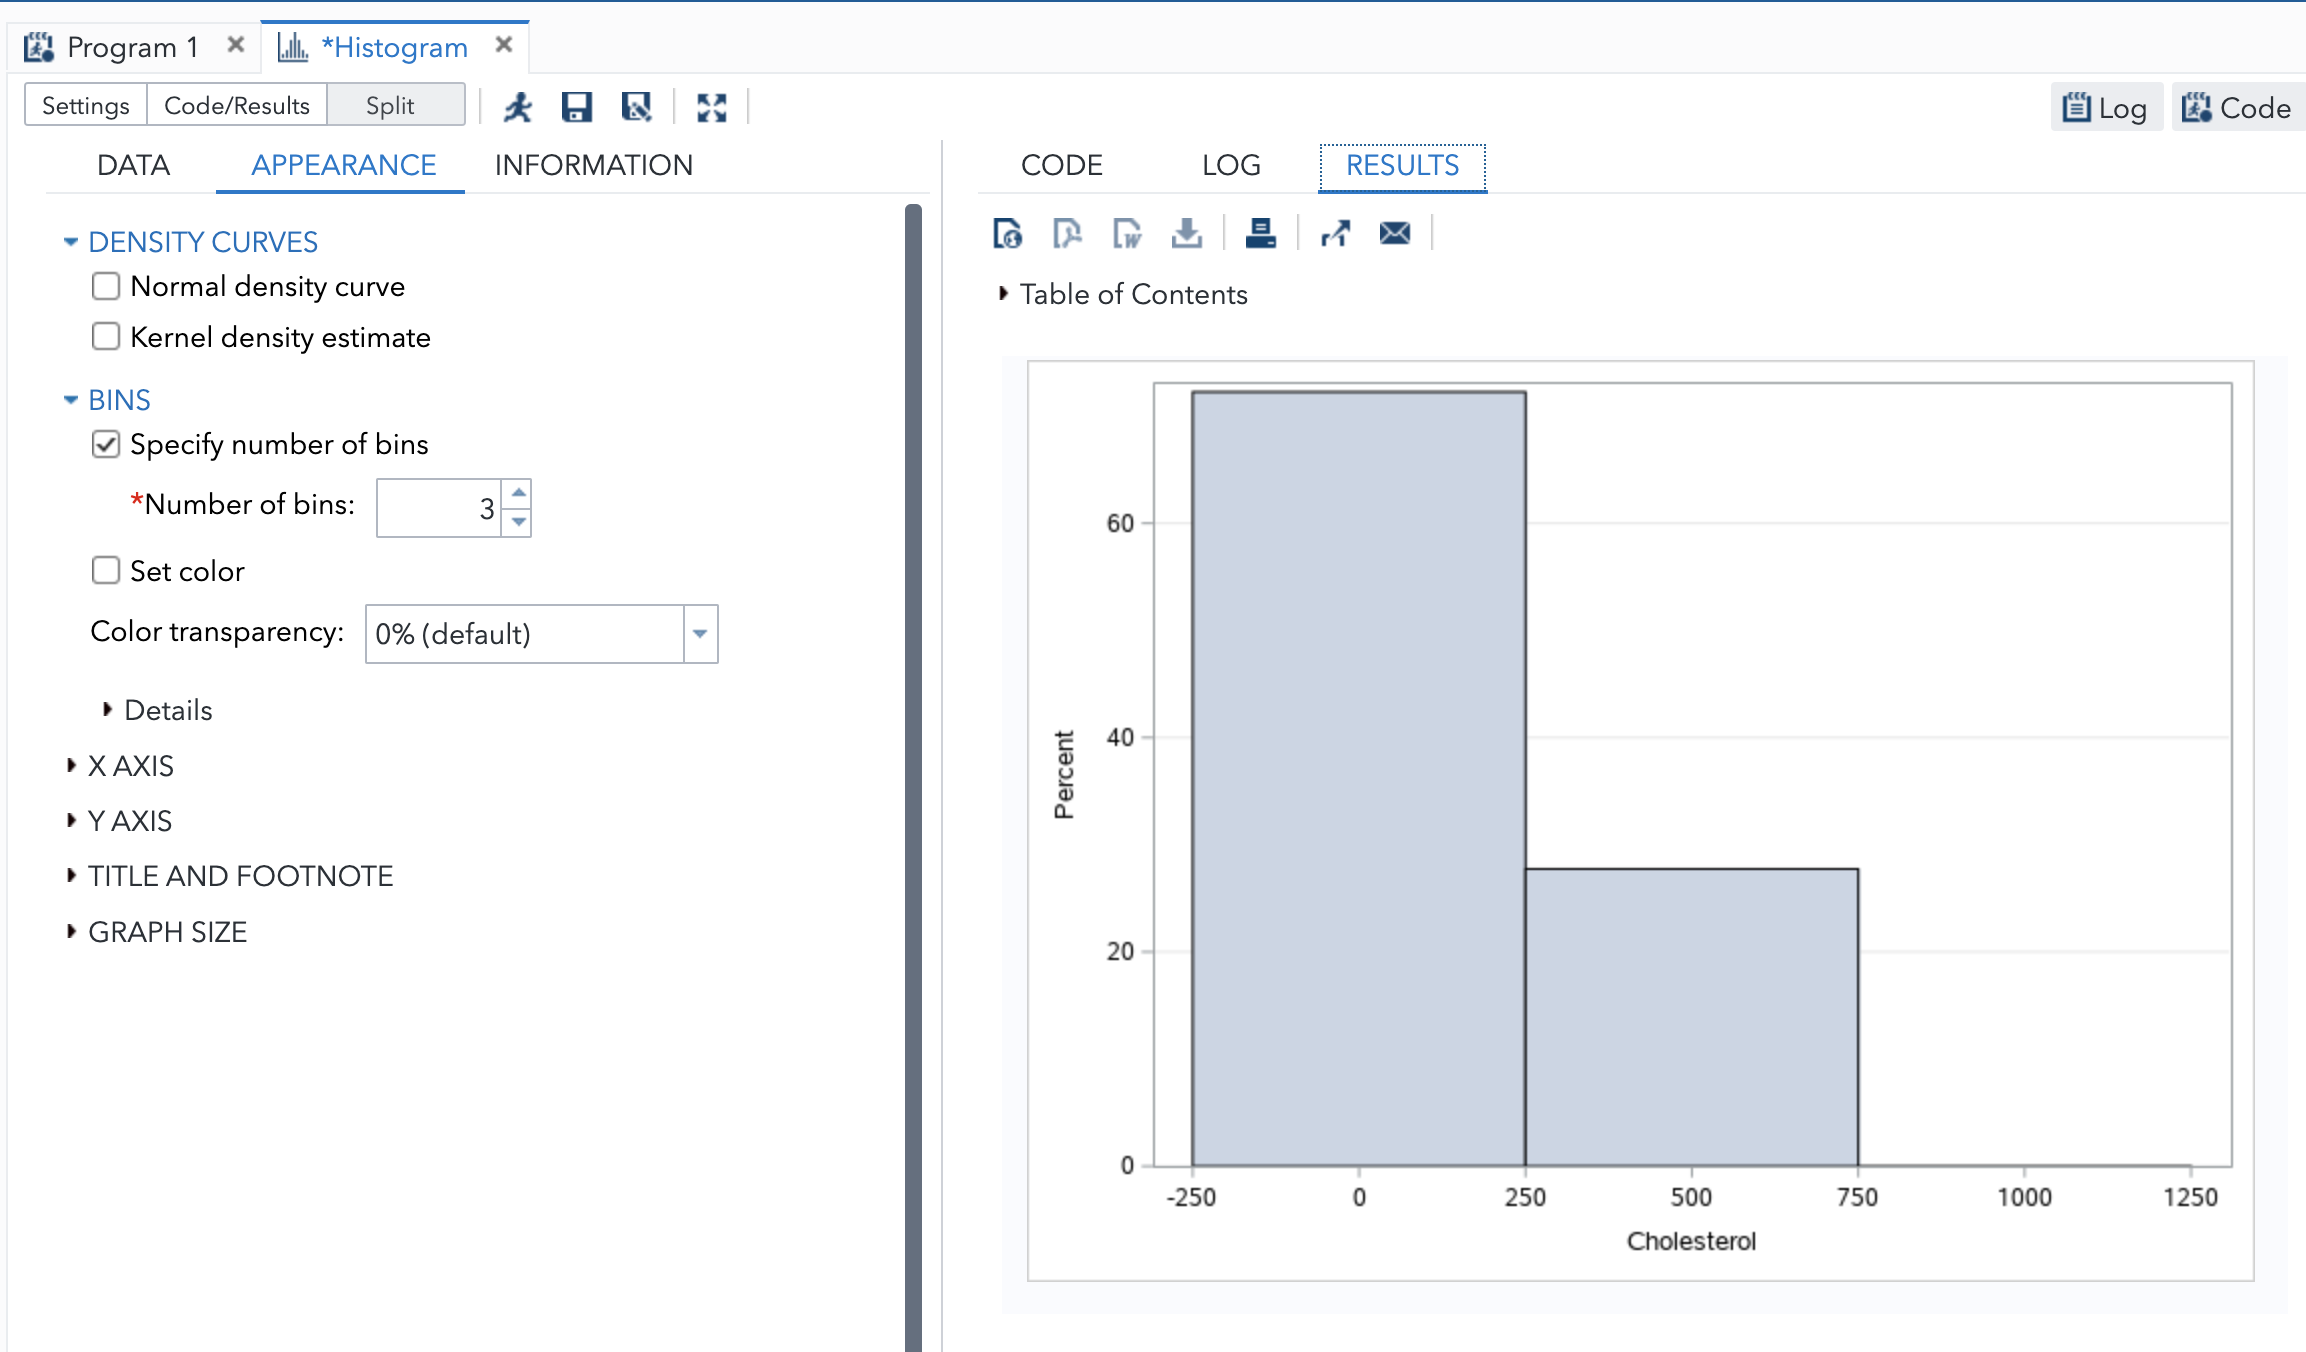 Program 1
*Histogram
Settings
Code/Results
Split
Log
Code
DATA
APPEARANCE
INFORMATION
DENSITY CURVES
Normal density curve
Kernel density estimate
BINS
Specify number of bins
*Number of bins: 3
Set color
Color transparency: 0% (default)
Details
X AXIS
Y AXIS
TITLE AND FOOTNOTE
GRAPH SIZE
CODE
LOG
RESULTS
Table of Contents
Percent
60
40
20
0
-250 0 250 500 750 1000 1250
Cholesterol